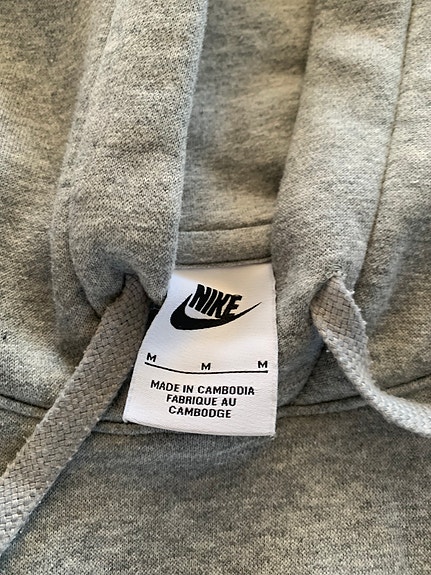 NIKE
M M M
MADE IN CAMBODIA
FABRIQUE AU
CAMBODGE